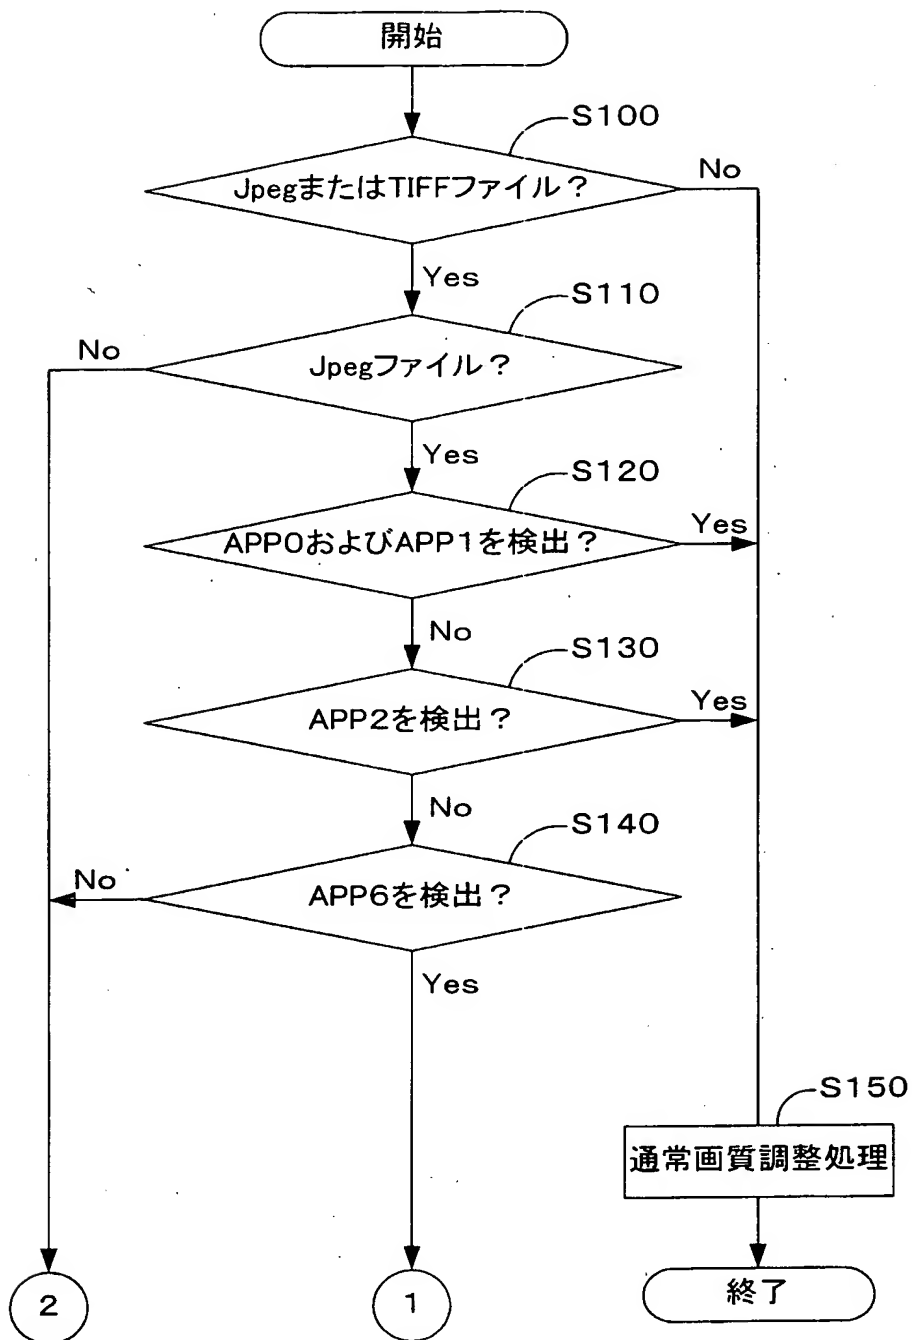 開始
S100
JpegまたはTIFFファイル？
No
Yes
S110
No
Jpegファイル？
Yes
S120
APP0およびAPP1を検出？
Yes
No
S130
APP2を検出？
Yes
No
S140
No
APP6を検出？
Yes
S150
通常画質調整処理
2
1
終了